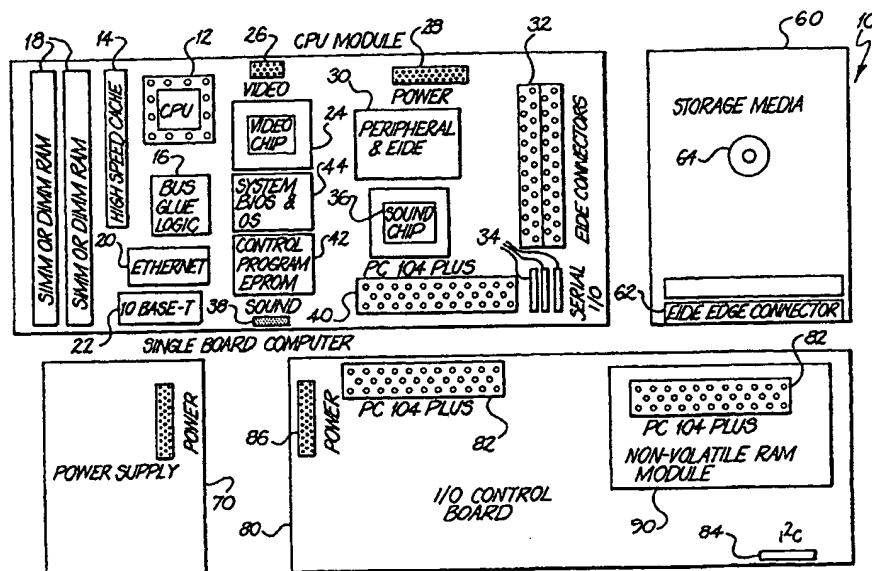 18
14
12
26
CPU MODULE
28
32
60
10
VIDEO
30
POWER
SIMM OR DIMM RAM
SIMM OR DIMM RAM
HIGH SPEED CACHE
CPU
VIDEO
CHIP
24
PERIPHERAL
& EIDE
EIDE CONNECTORS
STORAGE MEDIA
64
16
BUS
GLUE
LOGIC
SYSTEM
BIOS &
OS
44
36
SOUND
CHIP
34
20
ETHERNET
CONTROL
PROGRAM
EPROM
42
PC 104 PLUS
SERIAL
I/O
10 BASE-T
SOUND
38
40
62
EIDE EDGE CONNECTOR
22
SINGLE BOARD COMPUTER
POWER
POWER SUPPLY
70
86
POWER
PC 104 PLUS
82
82
PC 104 PLUS
NON-VOLATILE RAM
MODULE
I/O CONTROL
BOARD
80
90
84
I²C